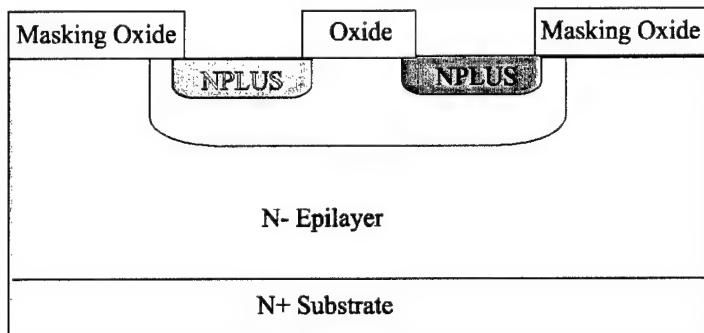 Masking Oxide
Oxide
Masking Oxide
NPLUS
NPLUS
N- Epilayer
N+ Substrate